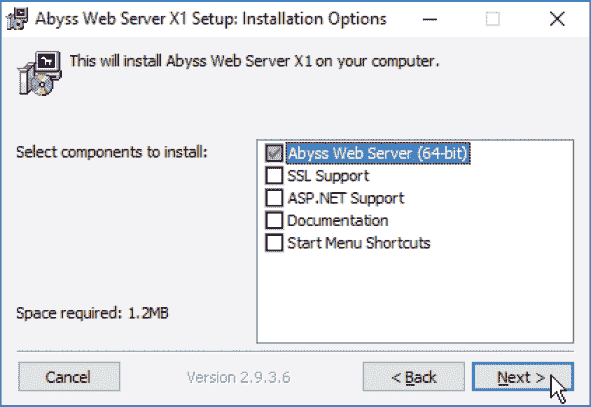 Abyss Web Server X1 Setup: Installation Options
This will install Abyss Web Server X1 on your computer.
Select components to install:
Abyss Web Server (64-bit)
SSL Support
ASP.NET Support
Documentation
Start Menu Shortcuts
Space required: 1.2MB
Cancel
Version 2.9.3.6
< Back
Next >